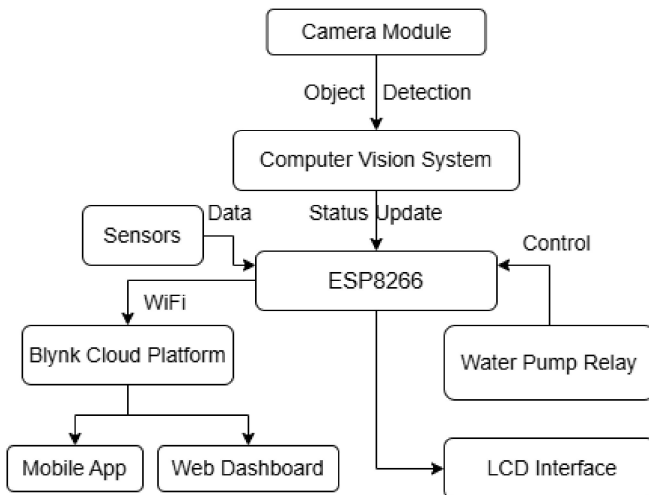 Camera Module
Object Detection
Computer Vision System
Data
Status Update
Sensors
Control
ESP8266
WiFi
Blynk Cloud Platform
Water Pump Relay
Mobile App
Web Dashboard
LCD Interface